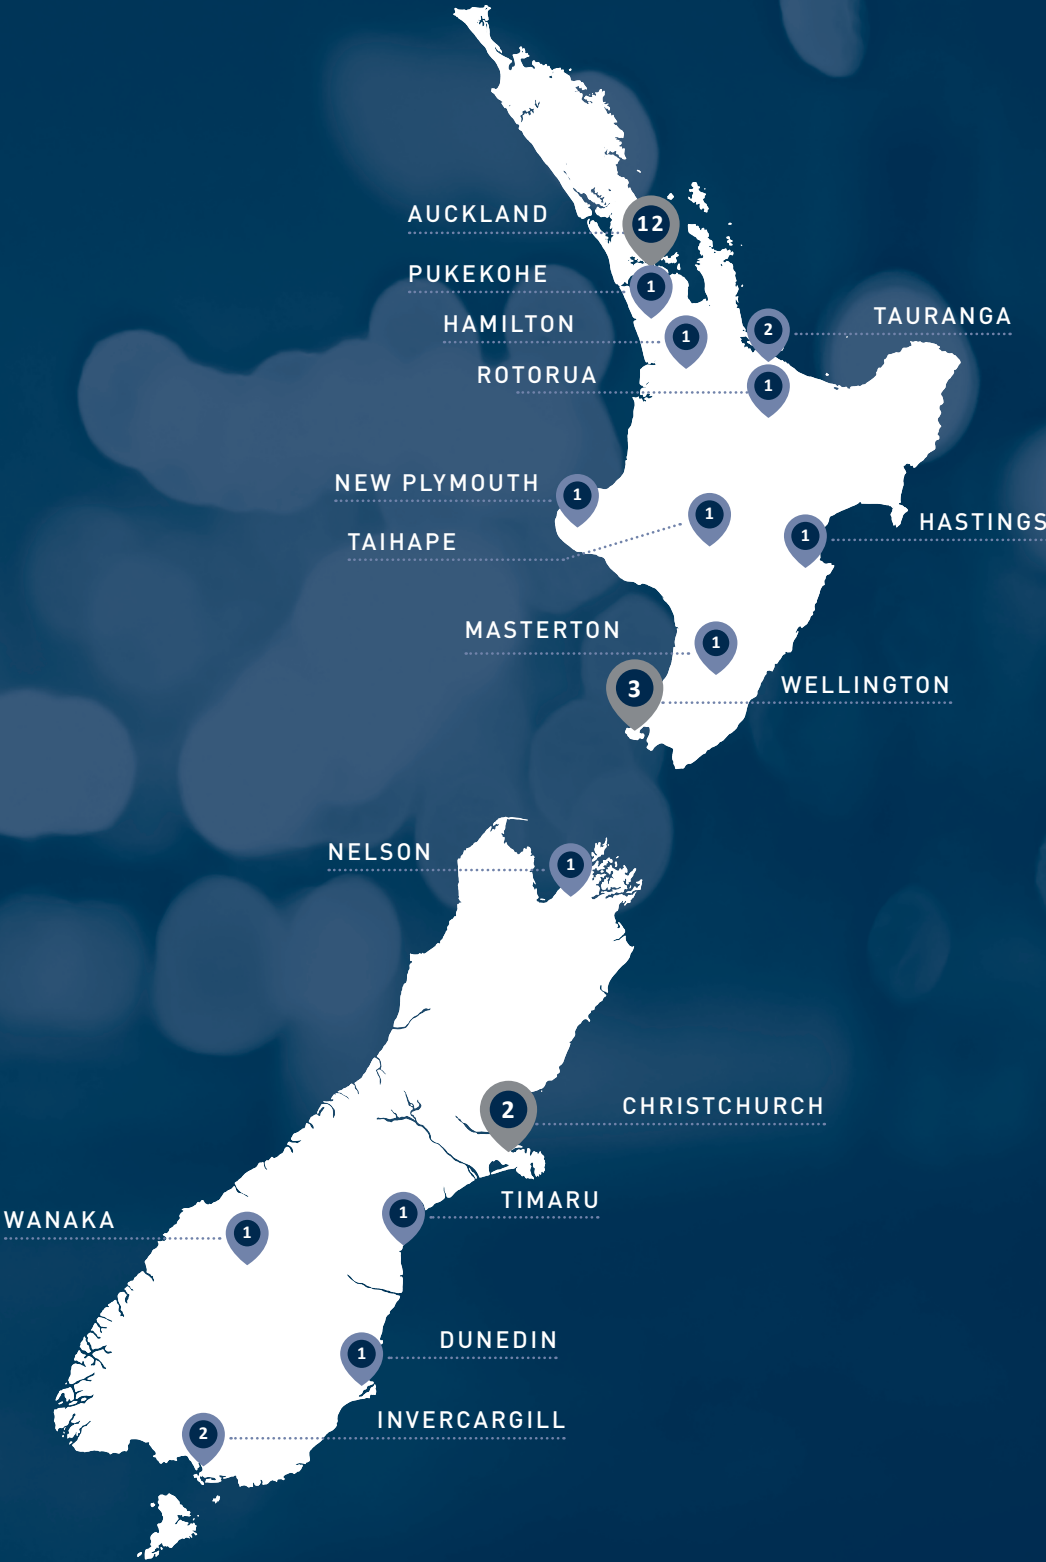 AUCKLAND
12
PUKEKOHE
1
HAMILTON
1
2
TAURANGA
ROTORUA
1
NEW PLYMOUTH
1
TAIHAPE
1
1
HASTINGS
MASTERTON
1
3
WELLINGTON
NELSON
1
2
CHRISTCHURCH
1
TIMARU
WANAKA
1
1
DUNEDIN
2
INVERCARGILL